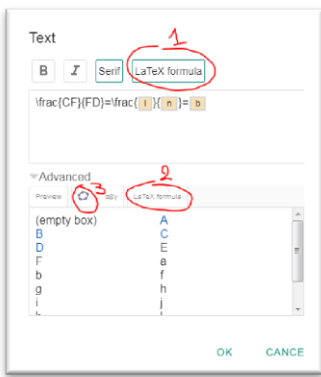 Text
1
B I Serif LaTeX formula
\frac{CF}{FD}=\frac{ l }{ n }= b
Advanced
2
3
Preview αβγ LaTeX formula
(empty box) A
B C
D E
F a
b f
g h
i j
OK CANCE